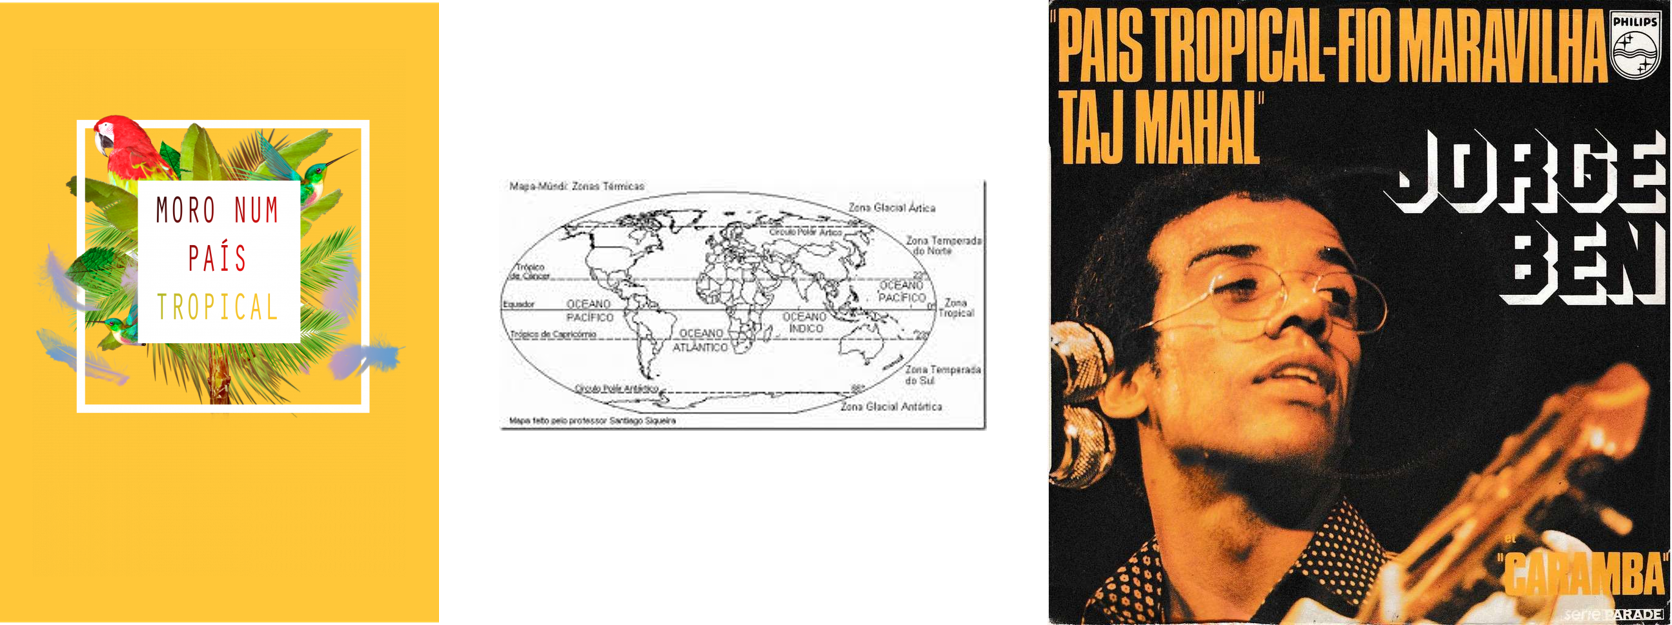 MORO NUM
PAÍS
TROPICAL
Mapa-Múndi: Zonas Térmicas
Zona Glacial Ártica
Círculo Polar Ártico
Zona Temperada
do Norte
Trópico
de Câncer
OCEANO
PACÍFICO
Equador
OCEANO
PACÍFICO
0º
Zona
Tropical
OCEANO
ÍNDICO
Trópico de Capricórnio
OCEANO
ATLÂNTICO
Zona Temperada
do Sul
Círculo Polar Antártico
66º
Zona Glacial Antártica
Mapa feito pelo professor Santiago Siqueira
"PAIS TROPICAL-FIO MARAVILHA
TAJ MAHAL"
PHILIPS
JORGE
BEN
et
"CARAMBA"
série PARADE